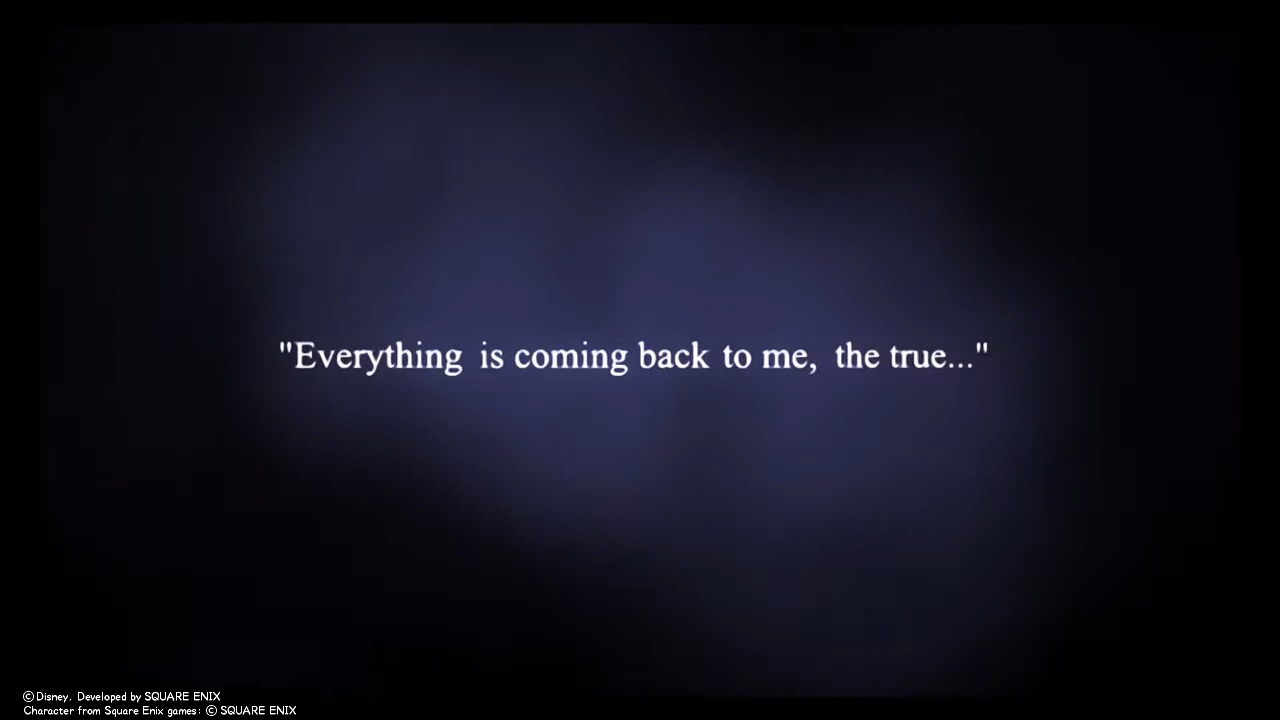 "Everything is coming back to me, the true..."
©Disney. Developed by SQUARE ENIX
Character from Square Enix games: © SQUARE ENIX